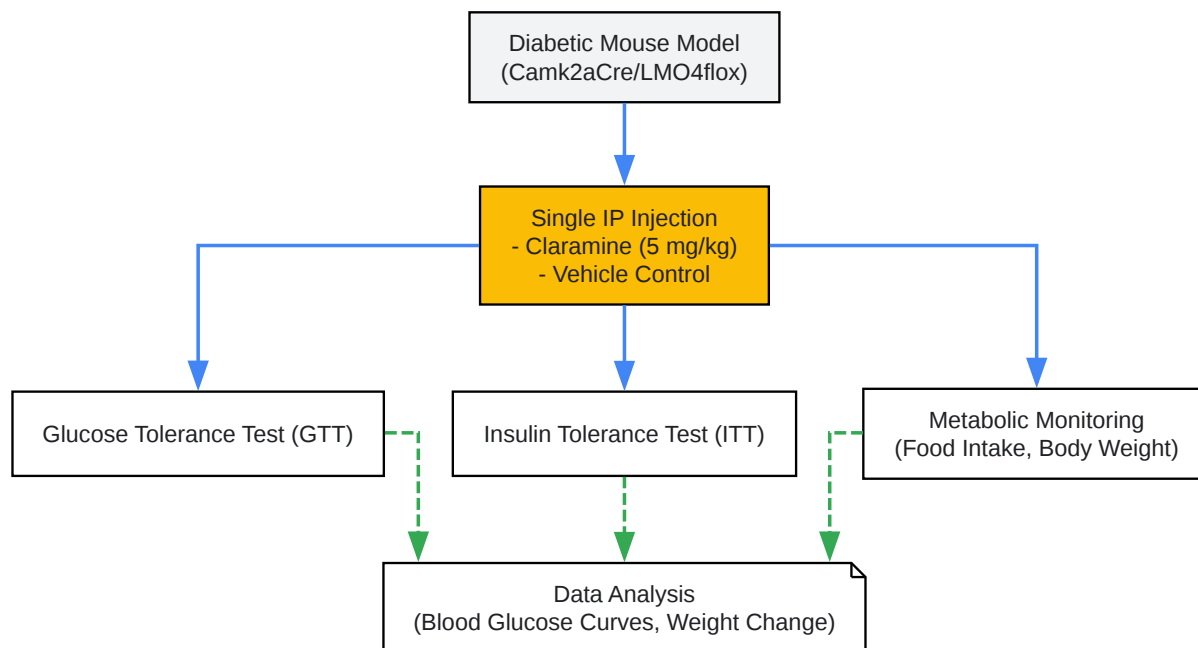 Diabetic Mouse Model
(Camk2aCre/LMO4flox)
Single IP Injection
- Claramine (5 mg/kg)
- Vehicle Control
Glucose Tolerance Test (GTT)
Insulin Tolerance Test (ITT)
Metabolic Monitoring
(Food Intake, Body Weight)
Data Analysis
(Blood Glucose Curves, Weight Change)